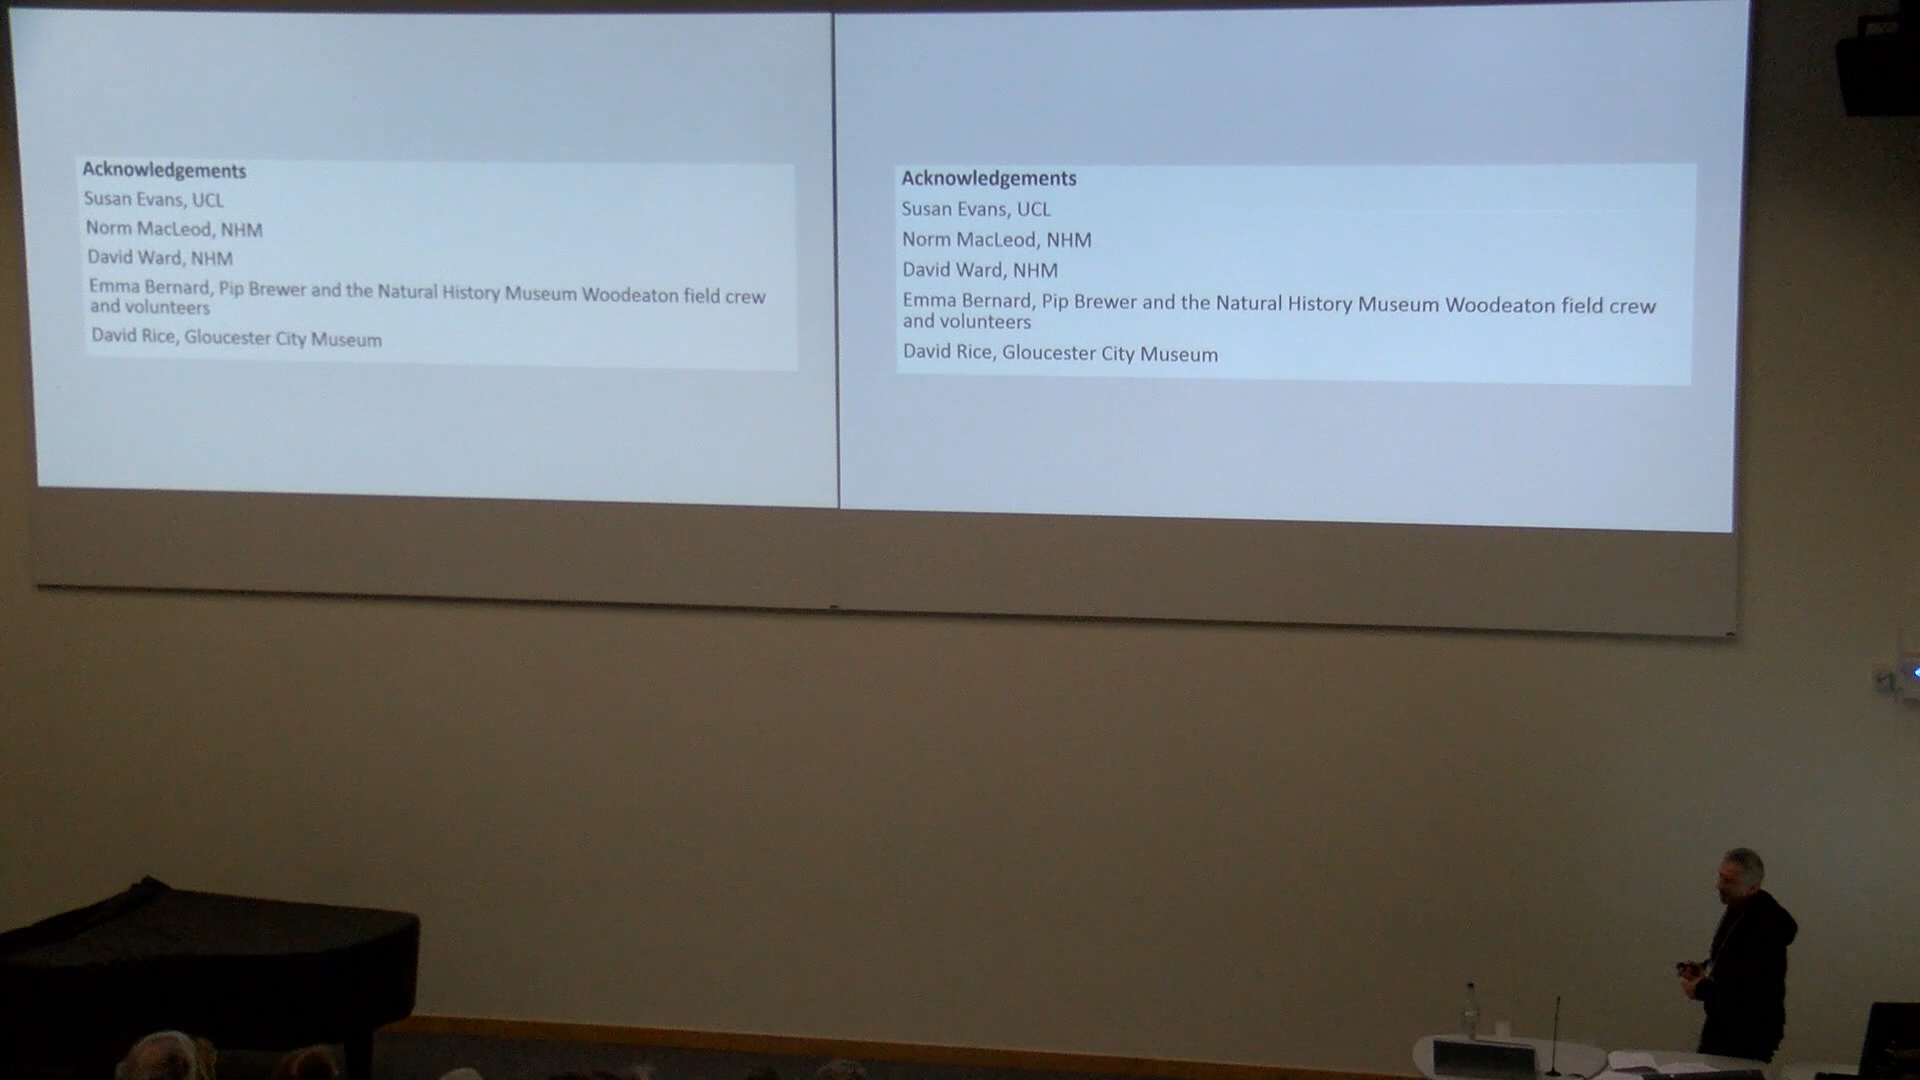 Acknowledgements
Susan Evans, UCL
Norm MacLeod, NHM
David Ward, NHM
Emma Bernard, Pip Brewer and the Natural History Museum Woodeaton field crew
and volunteers
David Rice, Gloucester City Museum
Acknowledgements
Susan Evans, UCL
Norm MacLeod, NHM
David Ward, NHM
Emma Bernard, Pip Brewer and the Natural History Museum Woodeaton field crew
and volunteers
David Rice, Gloucester City Museum